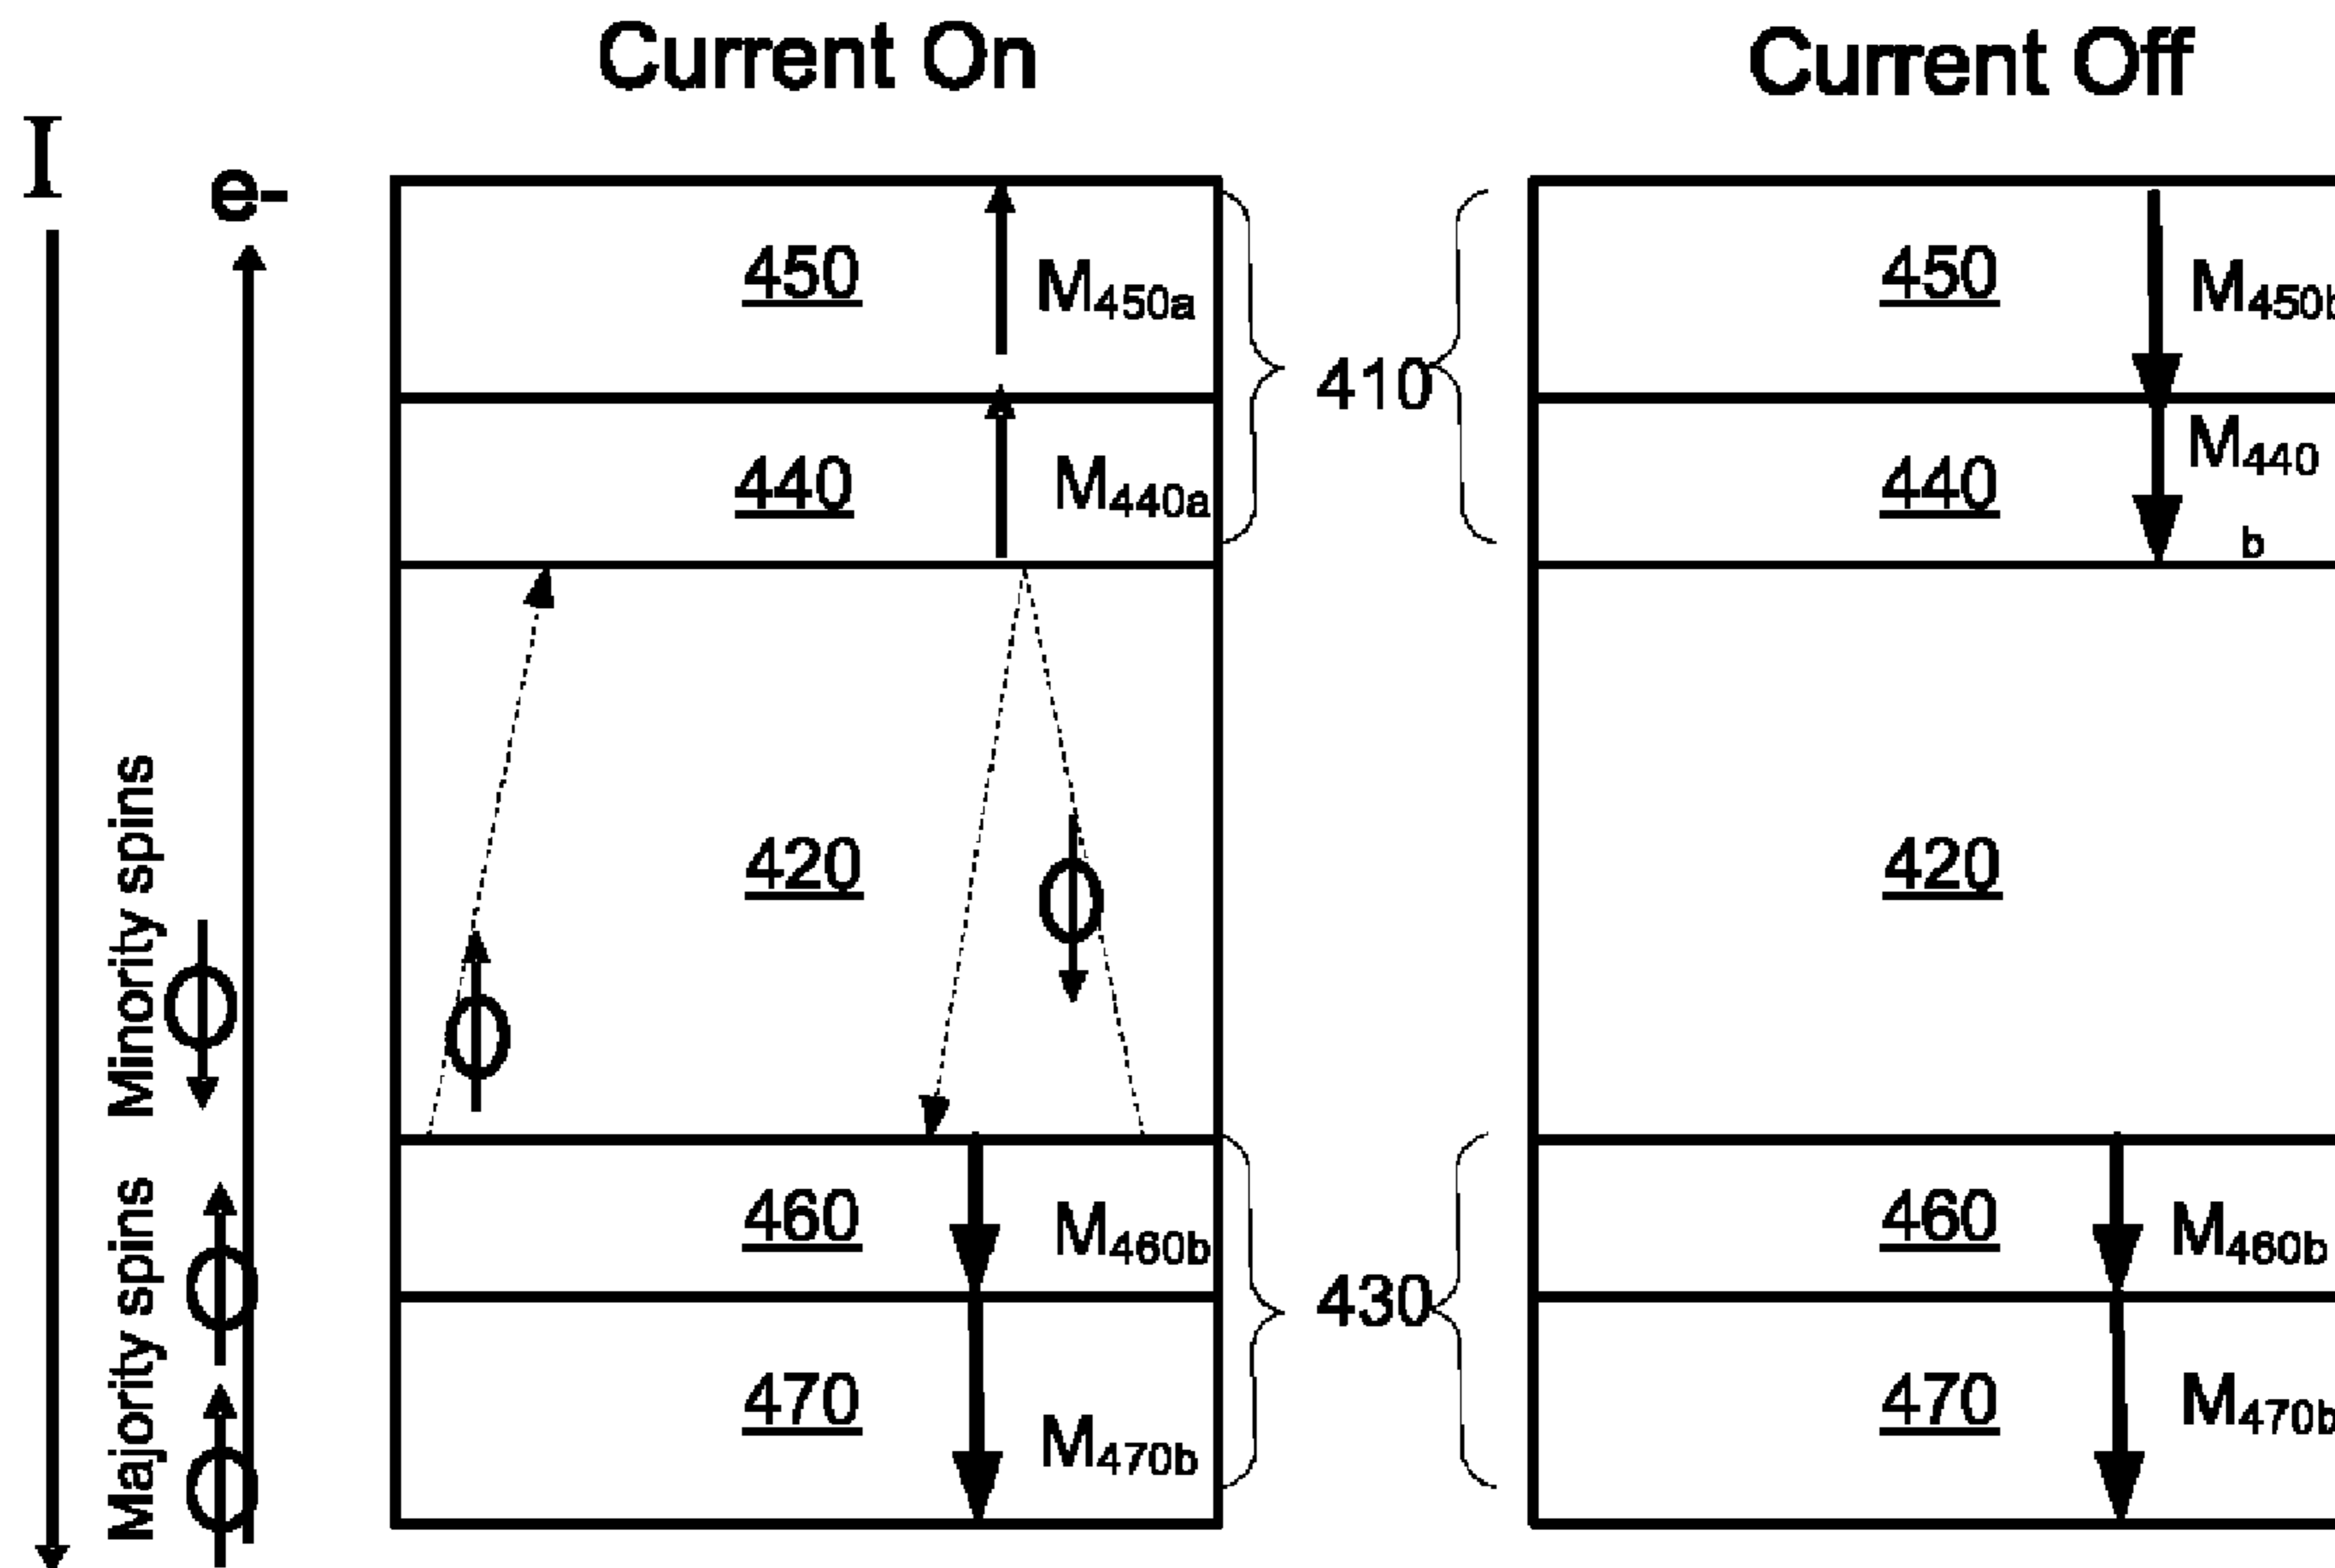 Current On
Current Off
I
e-
450
M450a
450
M450b
410
440
M440a
440
M440
b
420
420
Minority spins
Majority spins
460
M460b
460
M460b
430
470
M470b
470
M470b